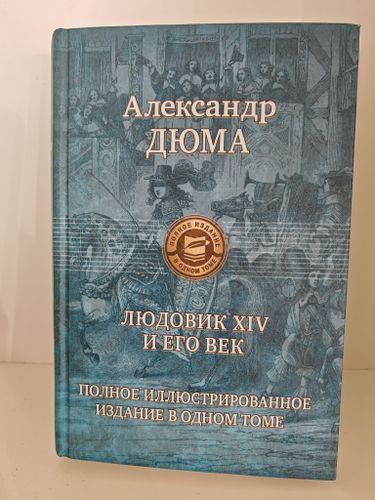 Александр
ДЮМА
ПОЛНОЕ ИЗДАНИЕ
В ОДНОМ ТОМЕ
ЛЮДОВИК XIV
И ЕГО ВЕК
ПОЛНОЕ ИЛЛЮСТРИРОВАННОЕ
ИЗДАНИЕ В ОДНОМ ТОМЕ